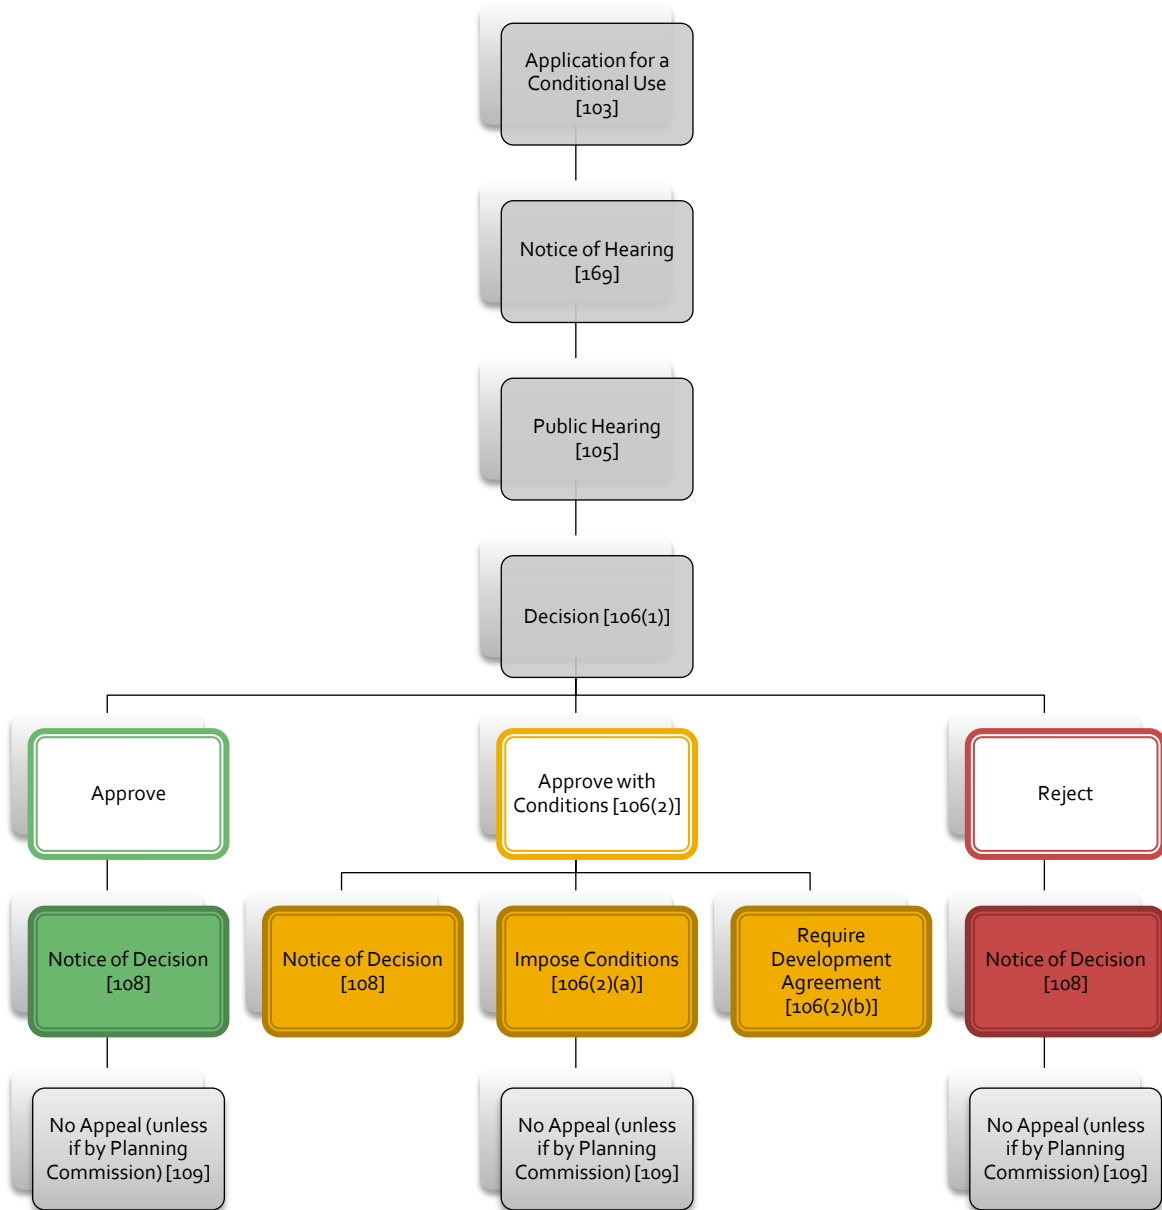 Application for a
Conditional Use
[103]
Notice of Hearing
[169]
Public Hearing
[105]
Decision [106(1)]
Approve
Approve with
Conditions [106(2)]
Reject
Notice of Decision
[108]
Notice of Decision
[108]
Impose Conditions
[106(2)(a)]
Require
Development
Agreement
[106(2)(b)]
Notice of Decision
[108]
No Appeal (unless
if by Planning
Commission) [109]
No Appeal (unless
if by Planning
Commission) [109]
No Appeal (unless
if by Planning
Commission) [109]